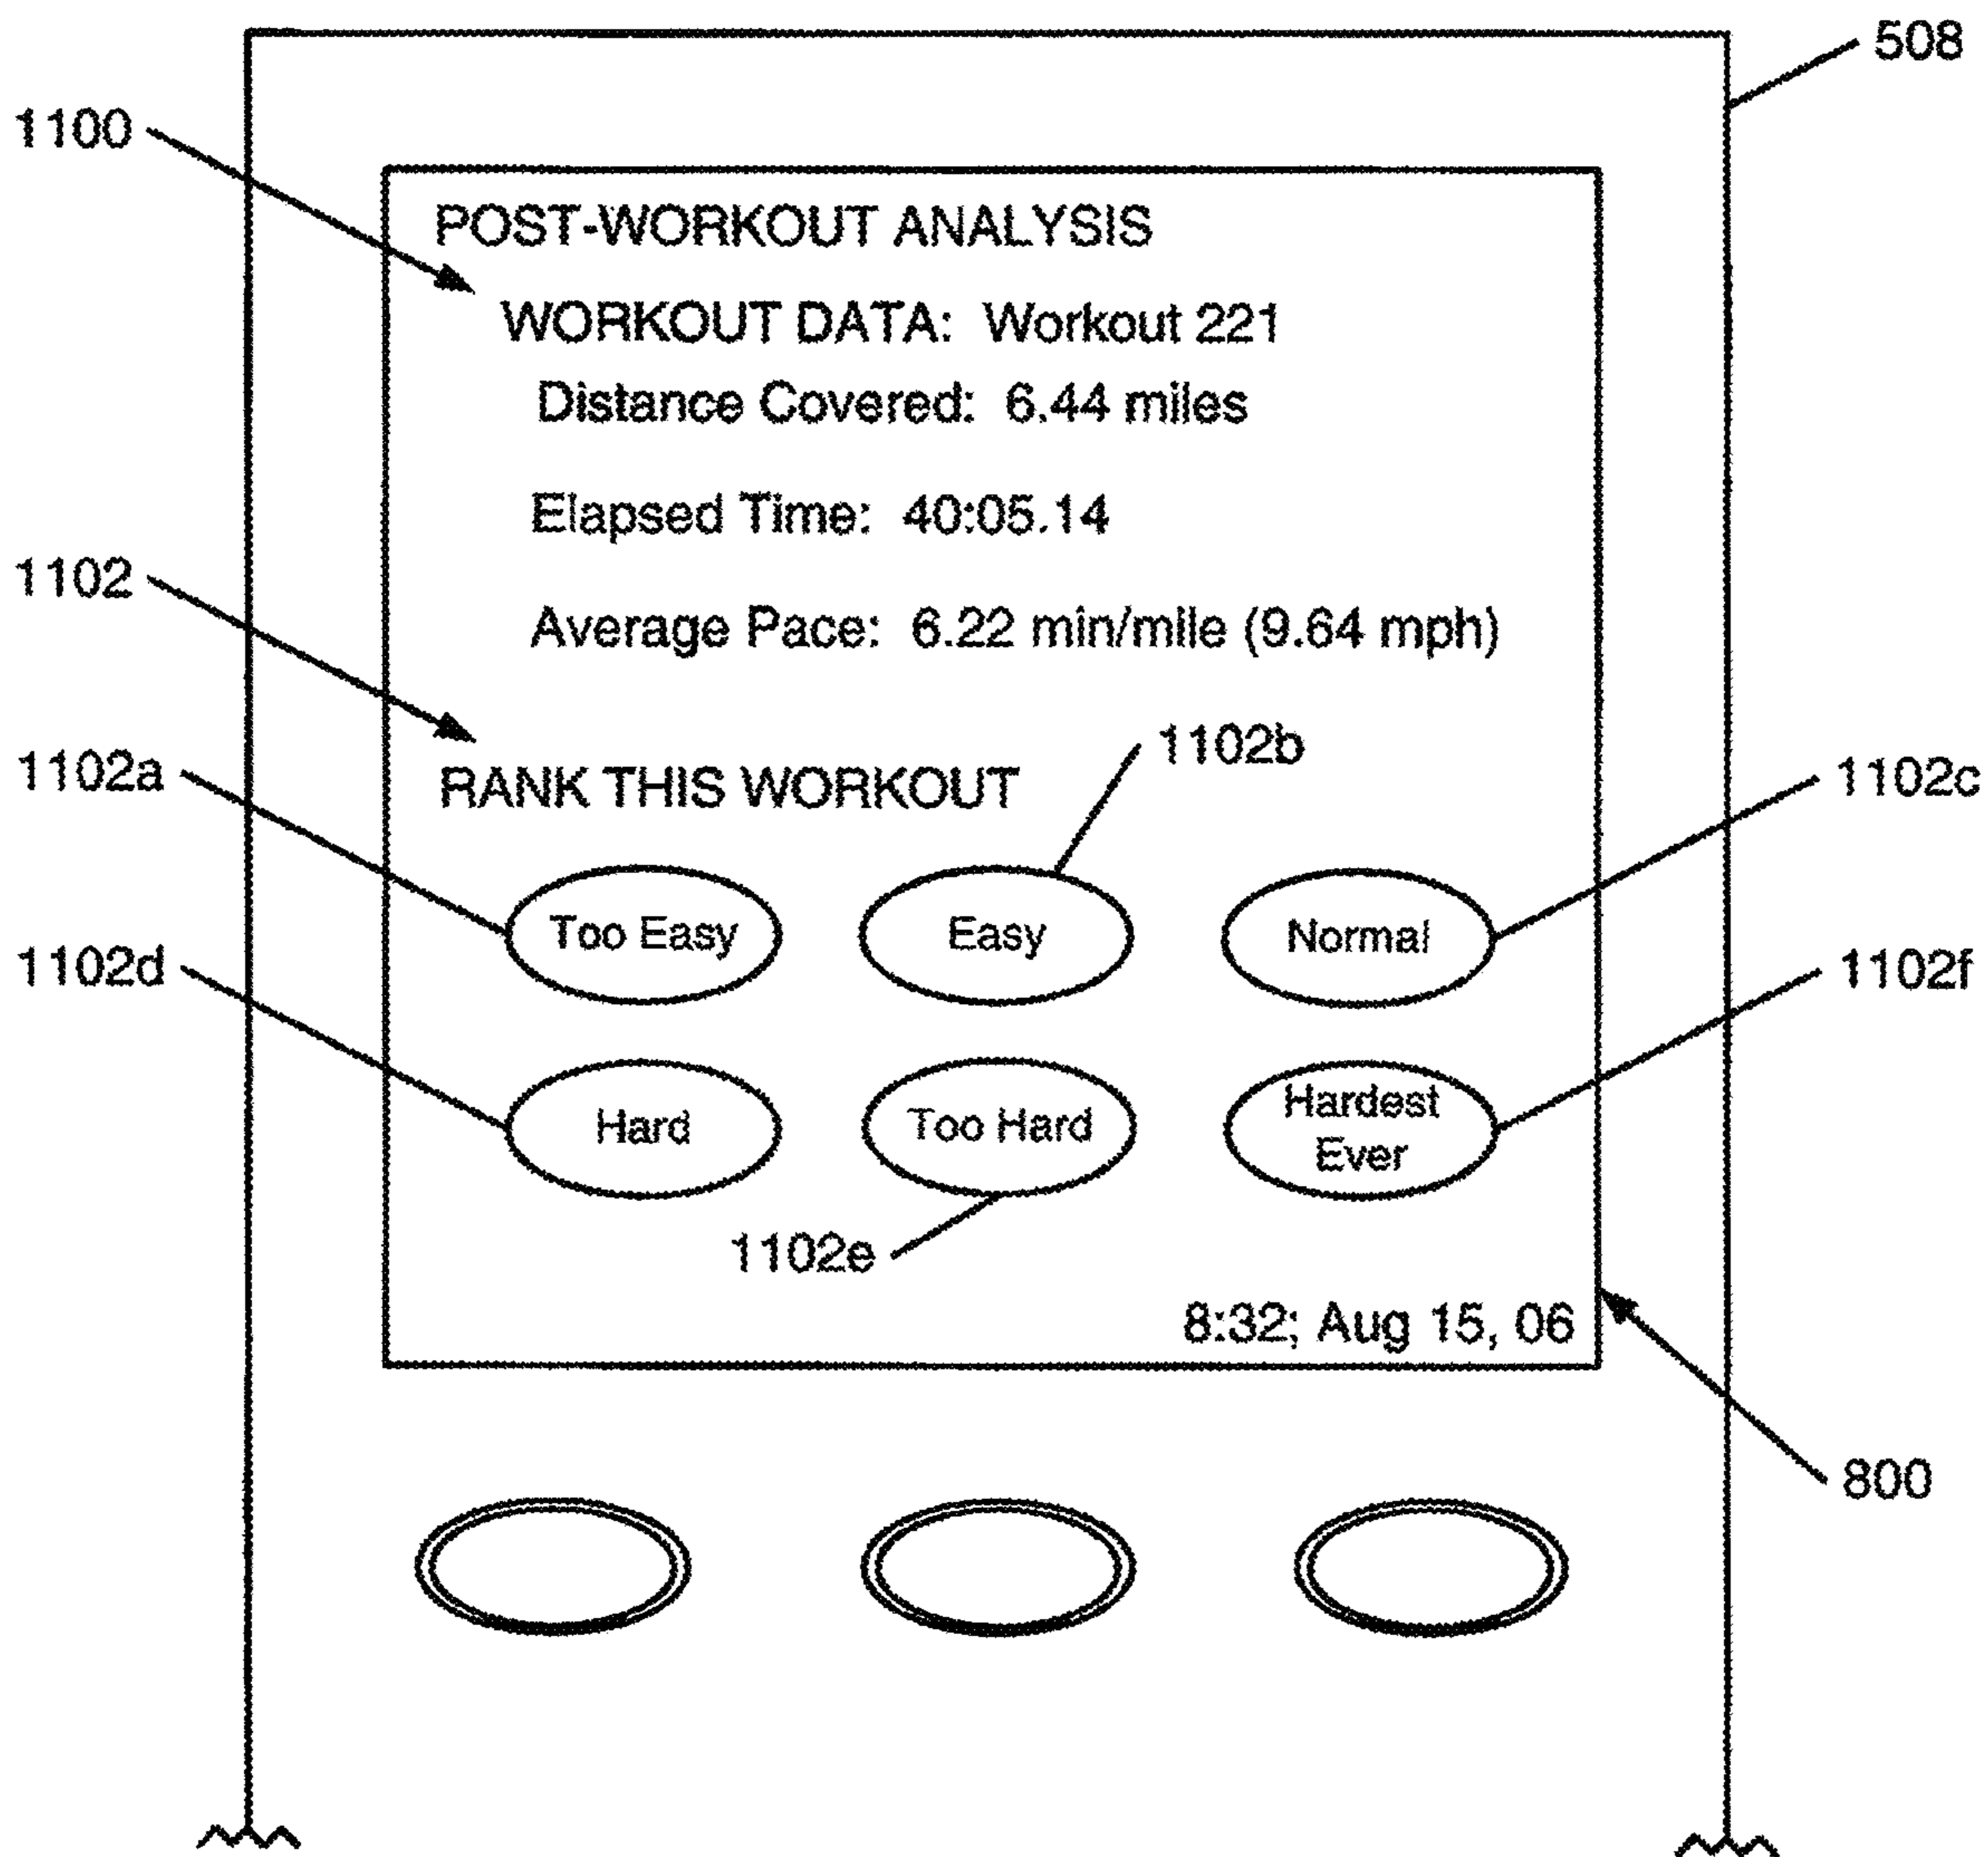 508
1100
POST-WORKOUT ANALYSIS
WORKOUT DATA: Workout 221
Distance Covered: 6.44 miles
Elapsed Time: 40:05.14
1102
Average Pace: 6.22 min/mile (9.64 mph)
1102b
1102a
RANK THIS WORKOUT
1102c
Too Easy
Easy
Normal
1102d
1102f
Hard
Too Hard
Hardest
Ever
1102e
8:32; Aug 15, 06
800